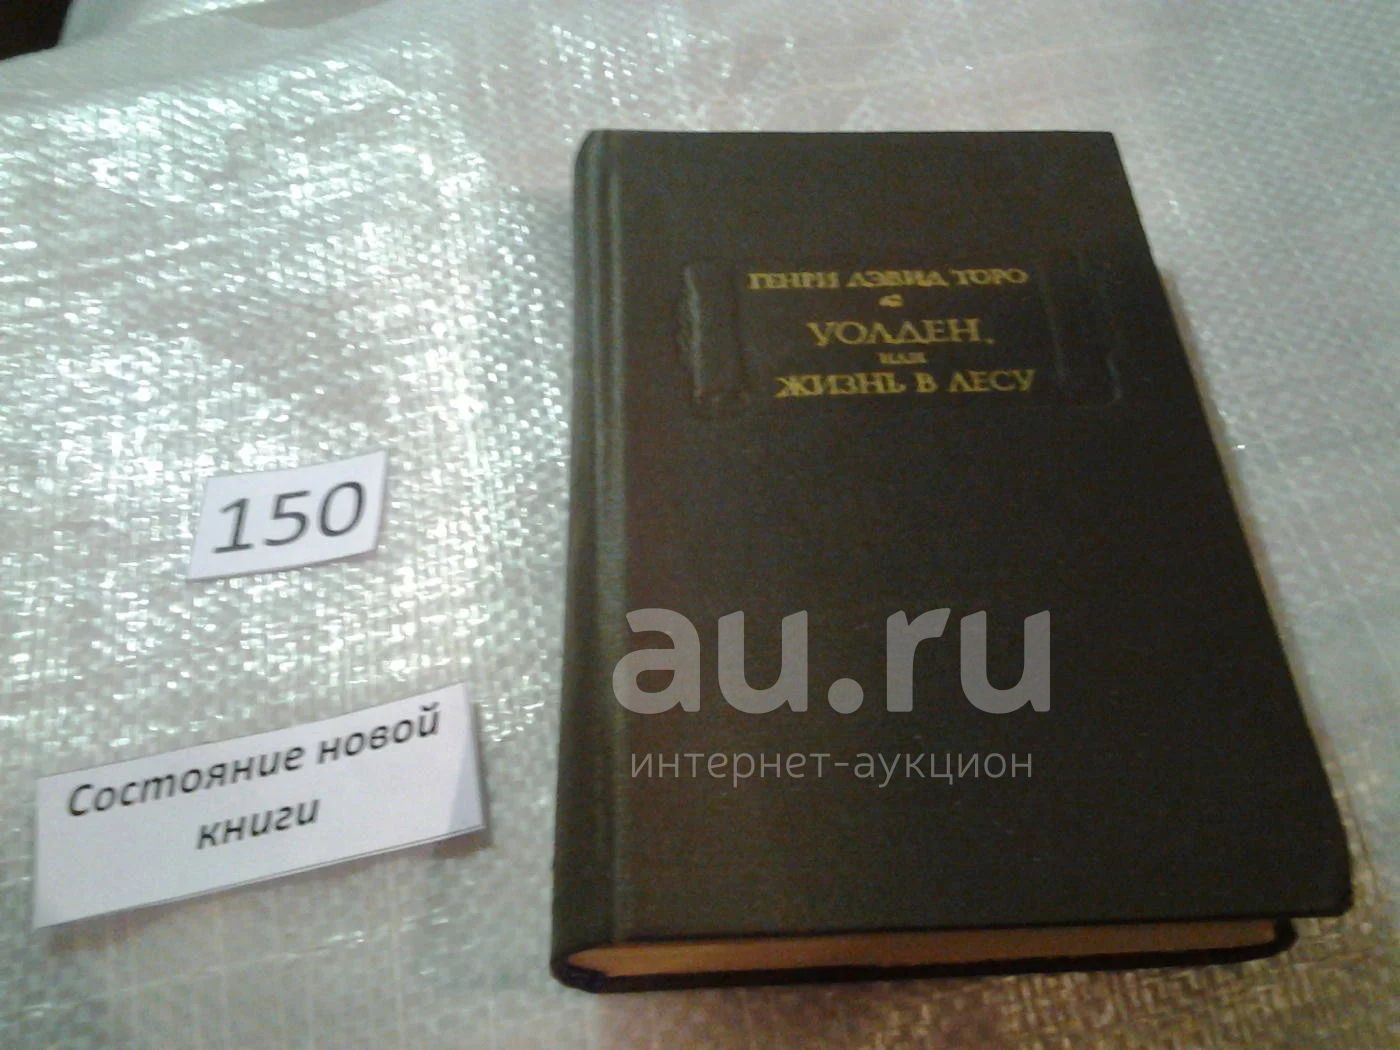 ГЕНРИ ДЭВИД ТОРО
УОЛДЕН,
ИЛИ
ЖИЗНЬ В ЛЕСУ
150
Состояние новой
книги
au.ru
интернет-аукцион